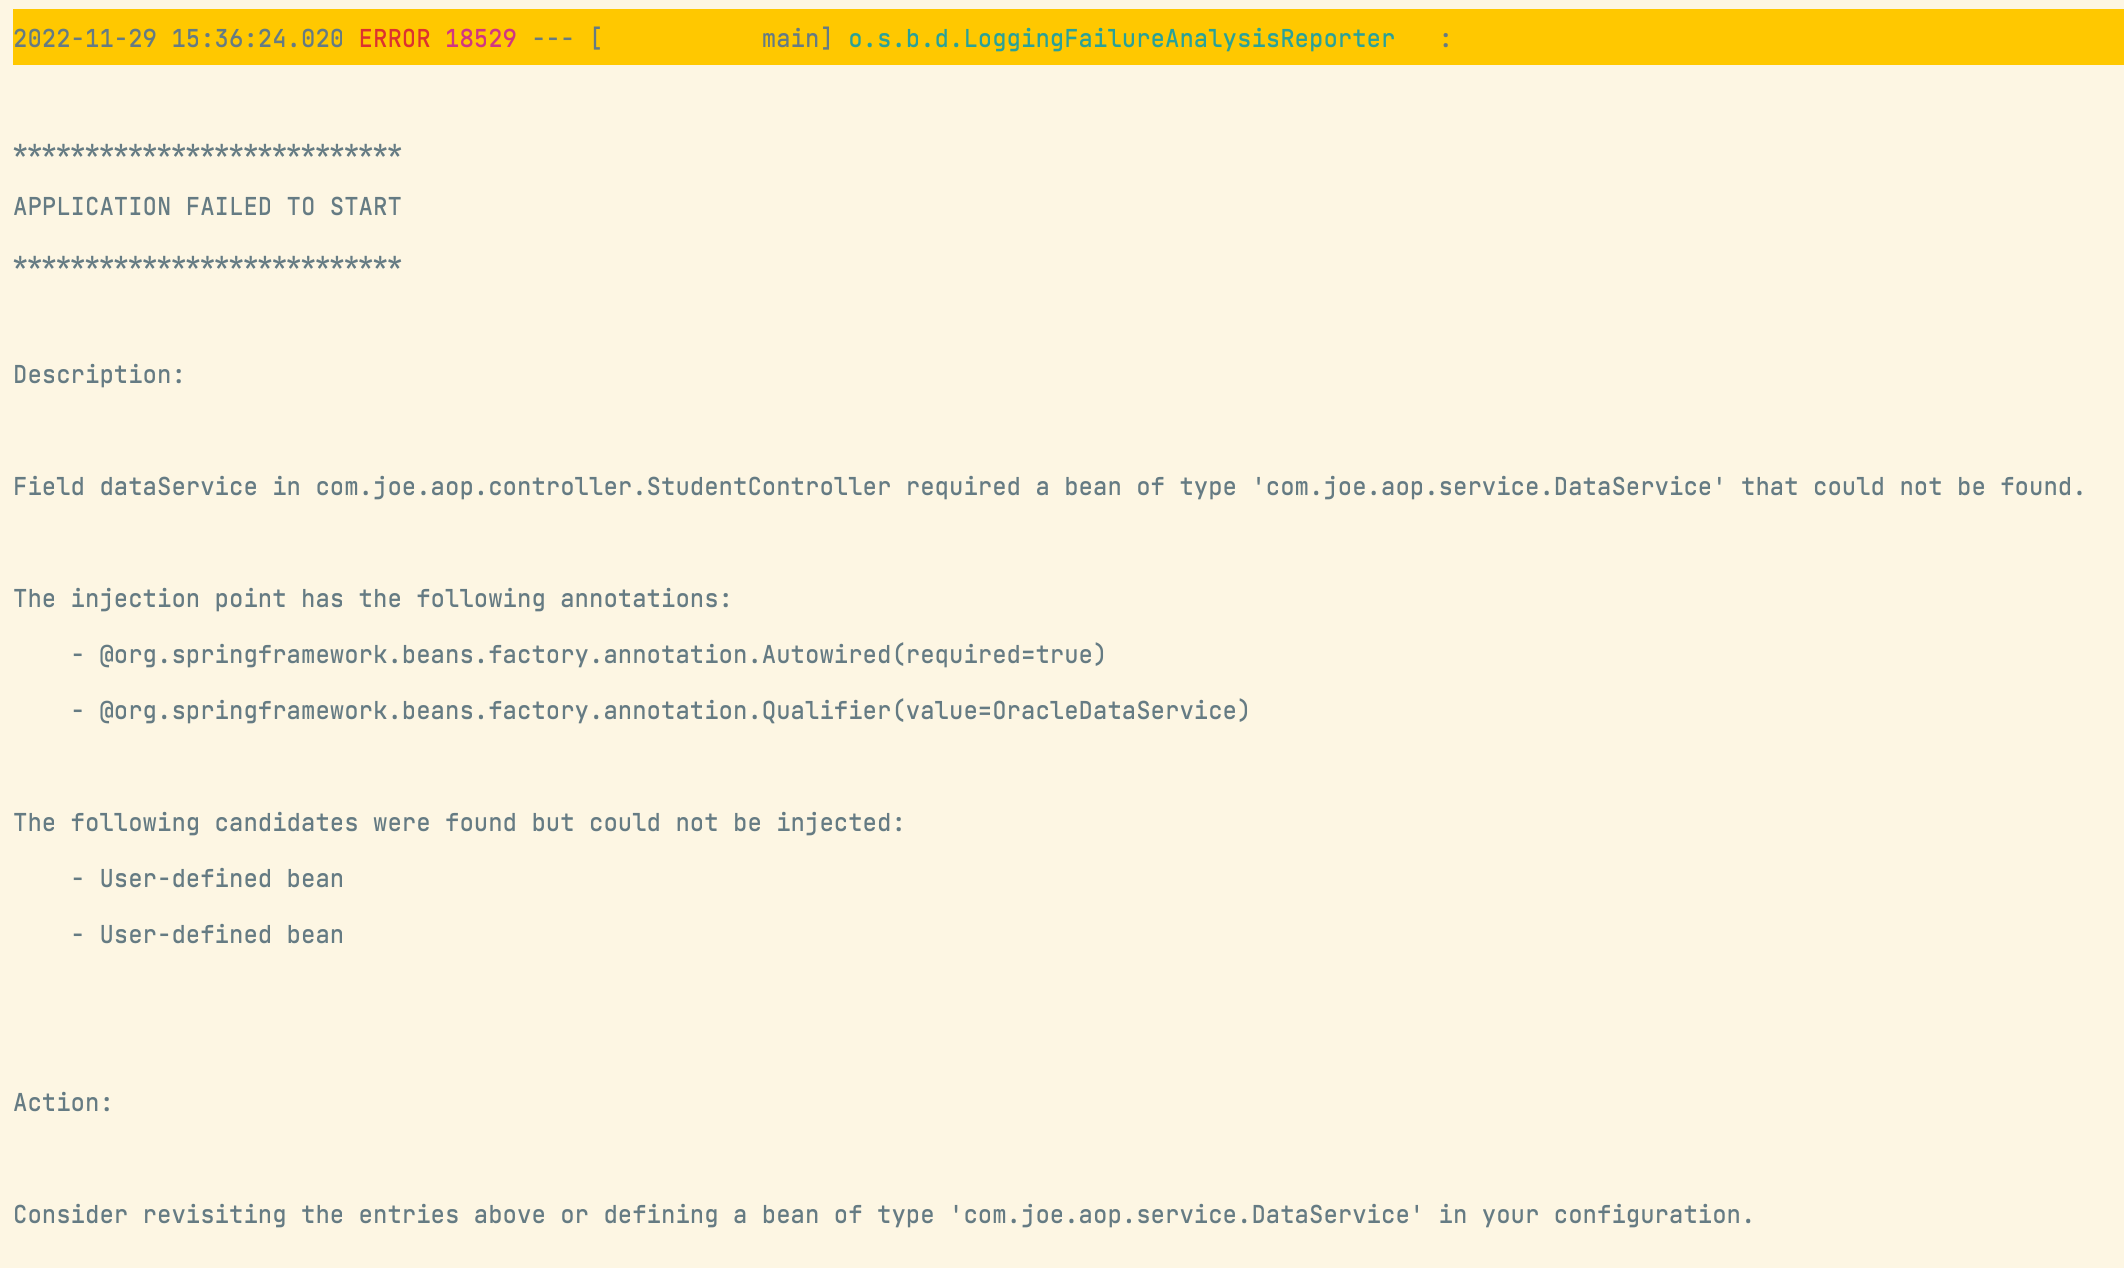 2022-11-29 15:36:24.020 ERROR 18529 --- [           main] o.s.b.d.LoggingFailureAnalysisReporter   :
***************************
APPLICATION FAILED TO START
***************************
Description:
Field dataService in com.joe.aop.controller.StudentController required a bean of type 'com.joe.aop.service.DataService' that could not be found.
The injection point has the following annotations:
    - @org.springframework.beans.factory.annotation.Autowired(required=true)
    - @org.springframework.beans.factory.annotation.Qualifier(value=OracleDataService)
The following candidates were found but could not be injected:
    - User-defined bean
    - User-defined bean
Action:
Consider revisiting the entries above or defining a bean of type 'com.joe.aop.service.DataService' in your configuration.